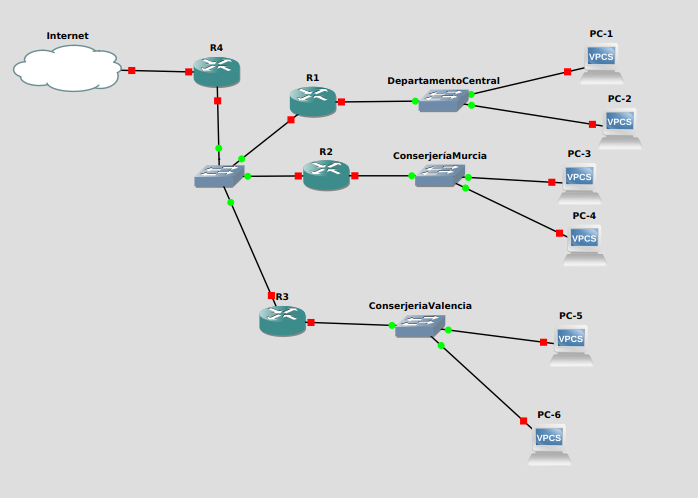 Internet
R4
PC-1
VPCS
R1
DepartamentoCentral
PC-2
VPCS
R2
ConserjeríaMurcia
PC-3
VPCS
PC-4
VPCS
R3
ConserjeriaValencia
PC-5
VPCS
PC-6
VPCS